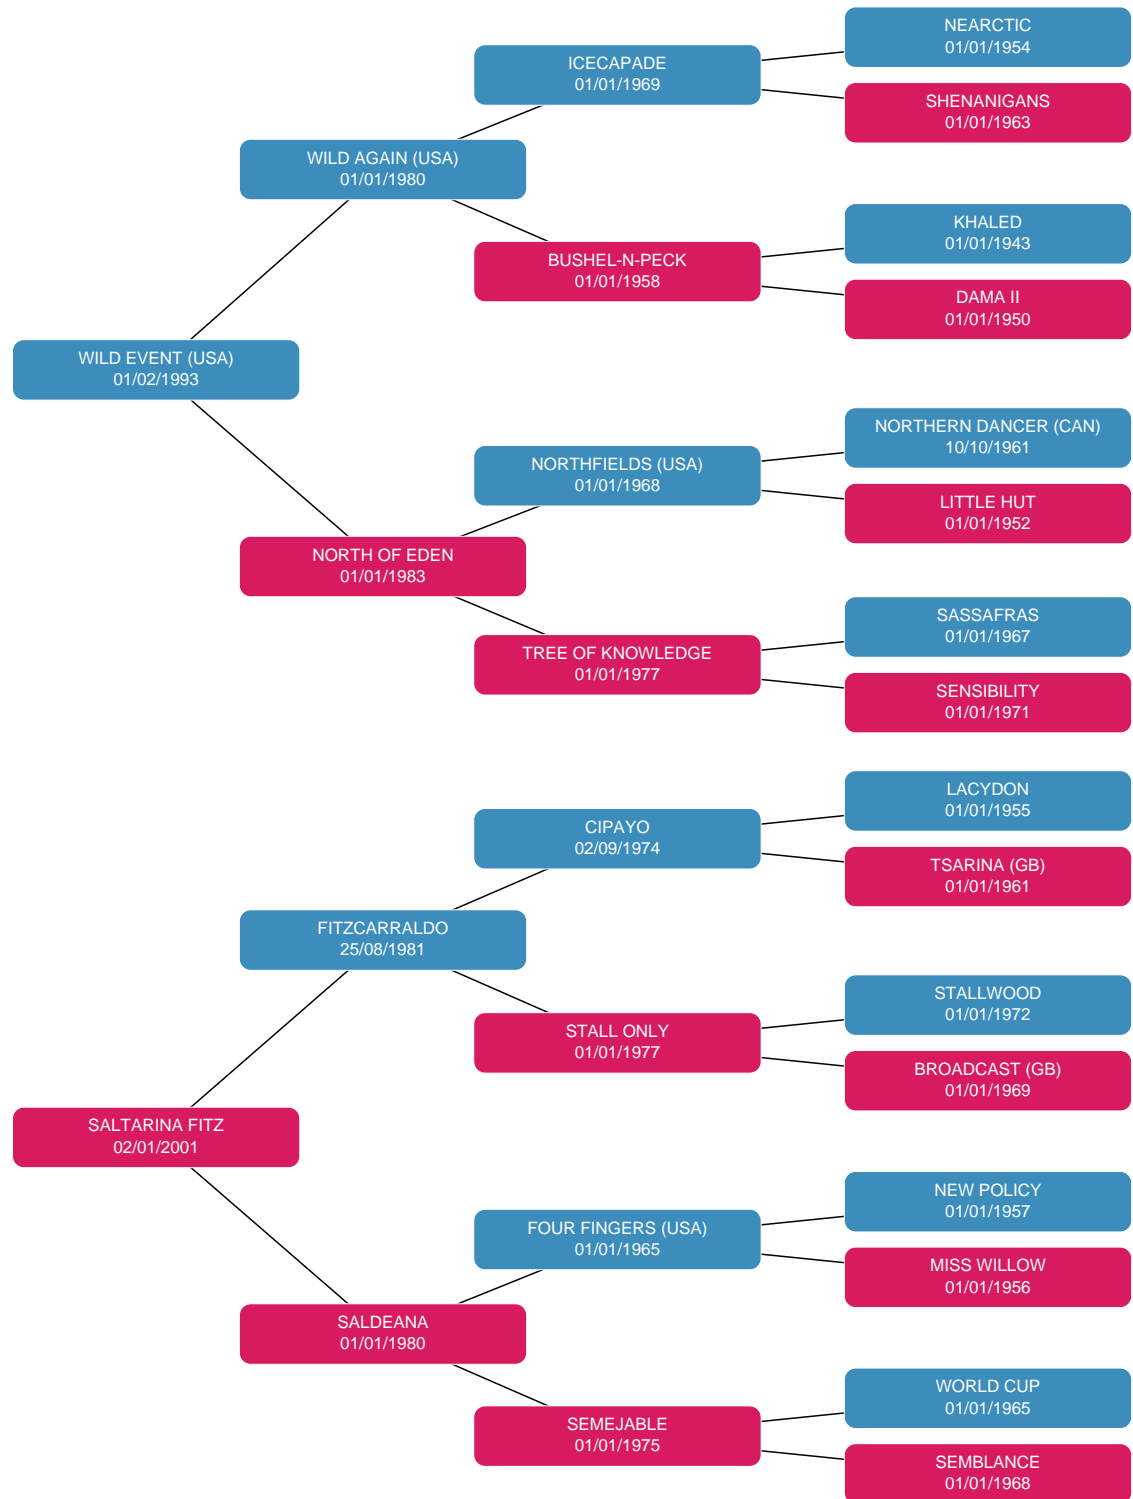 NEARCTIC
01/01/1954
ICECAPADE
01/01/1969
SHENANIGANS
01/01/1963
WILD AGAIN (USA)
01/01/1980
KHALED
01/01/1943
BUSHEL-N-PECK
01/01/1958
DAMA II
01/01/1950
WILD EVENT (USA)
01/02/1993
NORTHERN DANCER (CAN)
10/10/1961
NORTHFIELDS (USA)
01/01/1968
LITTLE HUT
01/01/1952
NORTH OF EDEN
01/01/1983
SASSAFRAS
01/01/1967
TREE OF KNOWLEDGE
01/01/1977
SENSIBILITY
01/01/1971
LACYDON
01/01/1955
CIPAYO
02/09/1974
TSARINA (GB)
01/01/1961
FITZCARRALDO
25/08/1981
STALLWOOD
01/01/1972
STALL ONLY
01/01/1977
BROADCAST (GB)
01/01/1969
SALTARINA FITZ
02/01/2001
NEW POLICY
01/01/1957
FOUR FINGERS (USA)
01/01/1965
MISS WILLOW
01/01/1956
SALDEANA
01/01/1980
WORLD CUP
01/01/1965
SEMEJABLE
01/01/1975
SEMBLANCE
01/01/1968